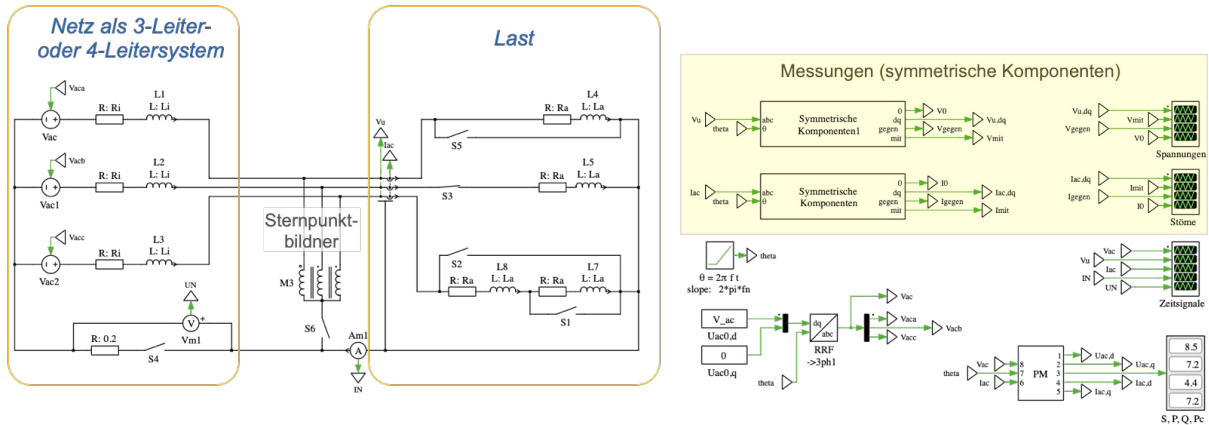 Netz als 3-Leiter-
oder 4-Leitersystem
Last
Vaca
Vac
R: Ri
L1
L: Li
Vacb
Vac1
R: Ri
L2
L: Li
Vacc
Vac2
R: Ri
L3
L: Li
UN
V
+
Vm1
R: 0.2
S4
Sternpunkt-
bildner
M3
S6
Am1
A
IN
Vu
Iac
L4
R: Ra
L: La
S5
L5
R: Ra
L: La
S3
S2
L8
R: Ra
L: La
L7
R: Ra
L: La
S1
Messungen (symmetrische Komponenten)
Vu
theta
abc
θ
Symmetrische
Komponenten1
0
dq
gegen
mit
V0
Vu,dq
Vgegen
Vmit
Vu,dq
Vmit
Vgegen
V0
Spannungen
Iac
theta
abc
θ
Symmetrische
Komponenten
0
dq
gegen
mit
I0
Iac,dq
Igegen
Imit
Iac,dq
Imit
Igegen
I0
Stöme
theta
θ = 2π f t
slope: 2*pi*fn
Vac
Vu
Iac
IN
UN
Zeitsignale
V_ac
Uac0,d
0
Uac0,q
theta
dq
abc
RRF
->3ph1
Vac
Vaca
Vacc
Vacb
Vac
theta
Iac
8
7
6
PM
1
2
3
4
5
Uac,d
Uac,q
Iac,d
Iac,q
8.5
7.2
4.4
7.2
S, P, Q, Pc